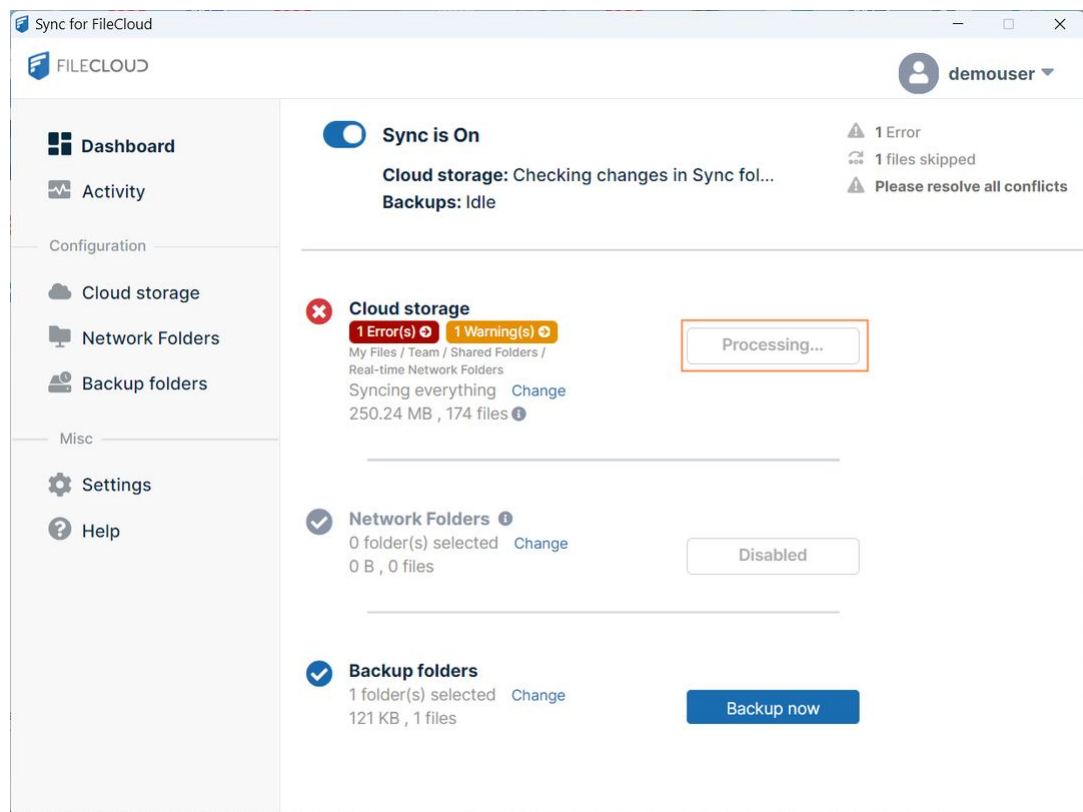 Sync for FileCloud
FILECLOUD
demouser
Dashboard
Activity
Configuration
Cloud storage
Network Folders
Backup folders
Misc
Settings
Help
Sync is On
Cloud storage: Checking changes in Sync fol...
Backups: Idle
1 Error
1 files skipped
Please resolve all conflicts
Cloud storage
1 Error(s) 1 Warning(s)
My Files / Team / Shared Folders /
Real-time Network Folders
Syncing everything Change
250.24 MB , 174 files
Processing...
Network Folders
0 folder(s) selected Change
0 B , 0 files
Disabled
Backup folders
1 folder(s) selected Change
121 KB , 1 files
Backup now